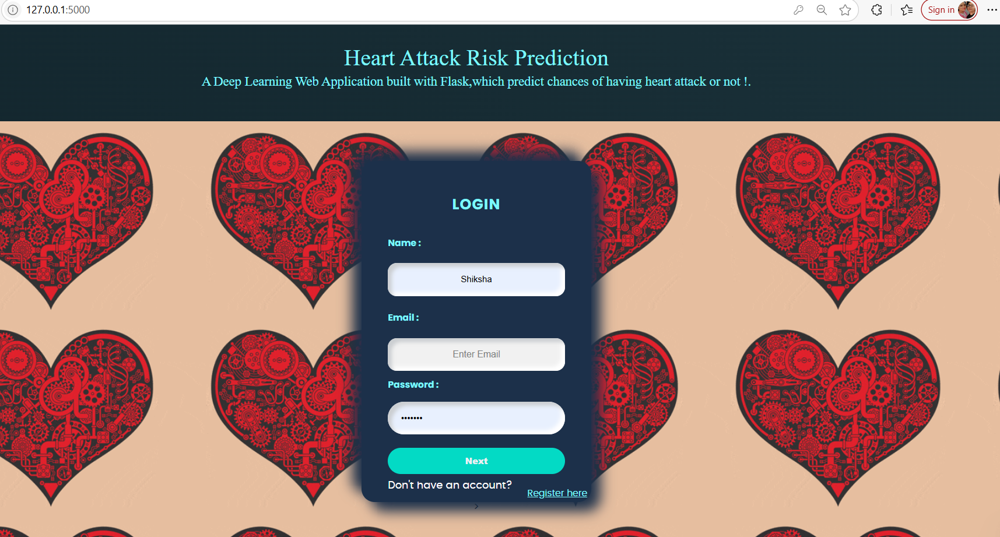 127.0.0.1:5000
Sign in
Heart Attack Risk Prediction
A Deep Learning Web Application built with Flask,which predict chances of having heart attack or not !.
LOGIN
Name :
Shiksha
Email :
Enter Email
Password :
•••••••
Next
Don't have an account?
Register here
>